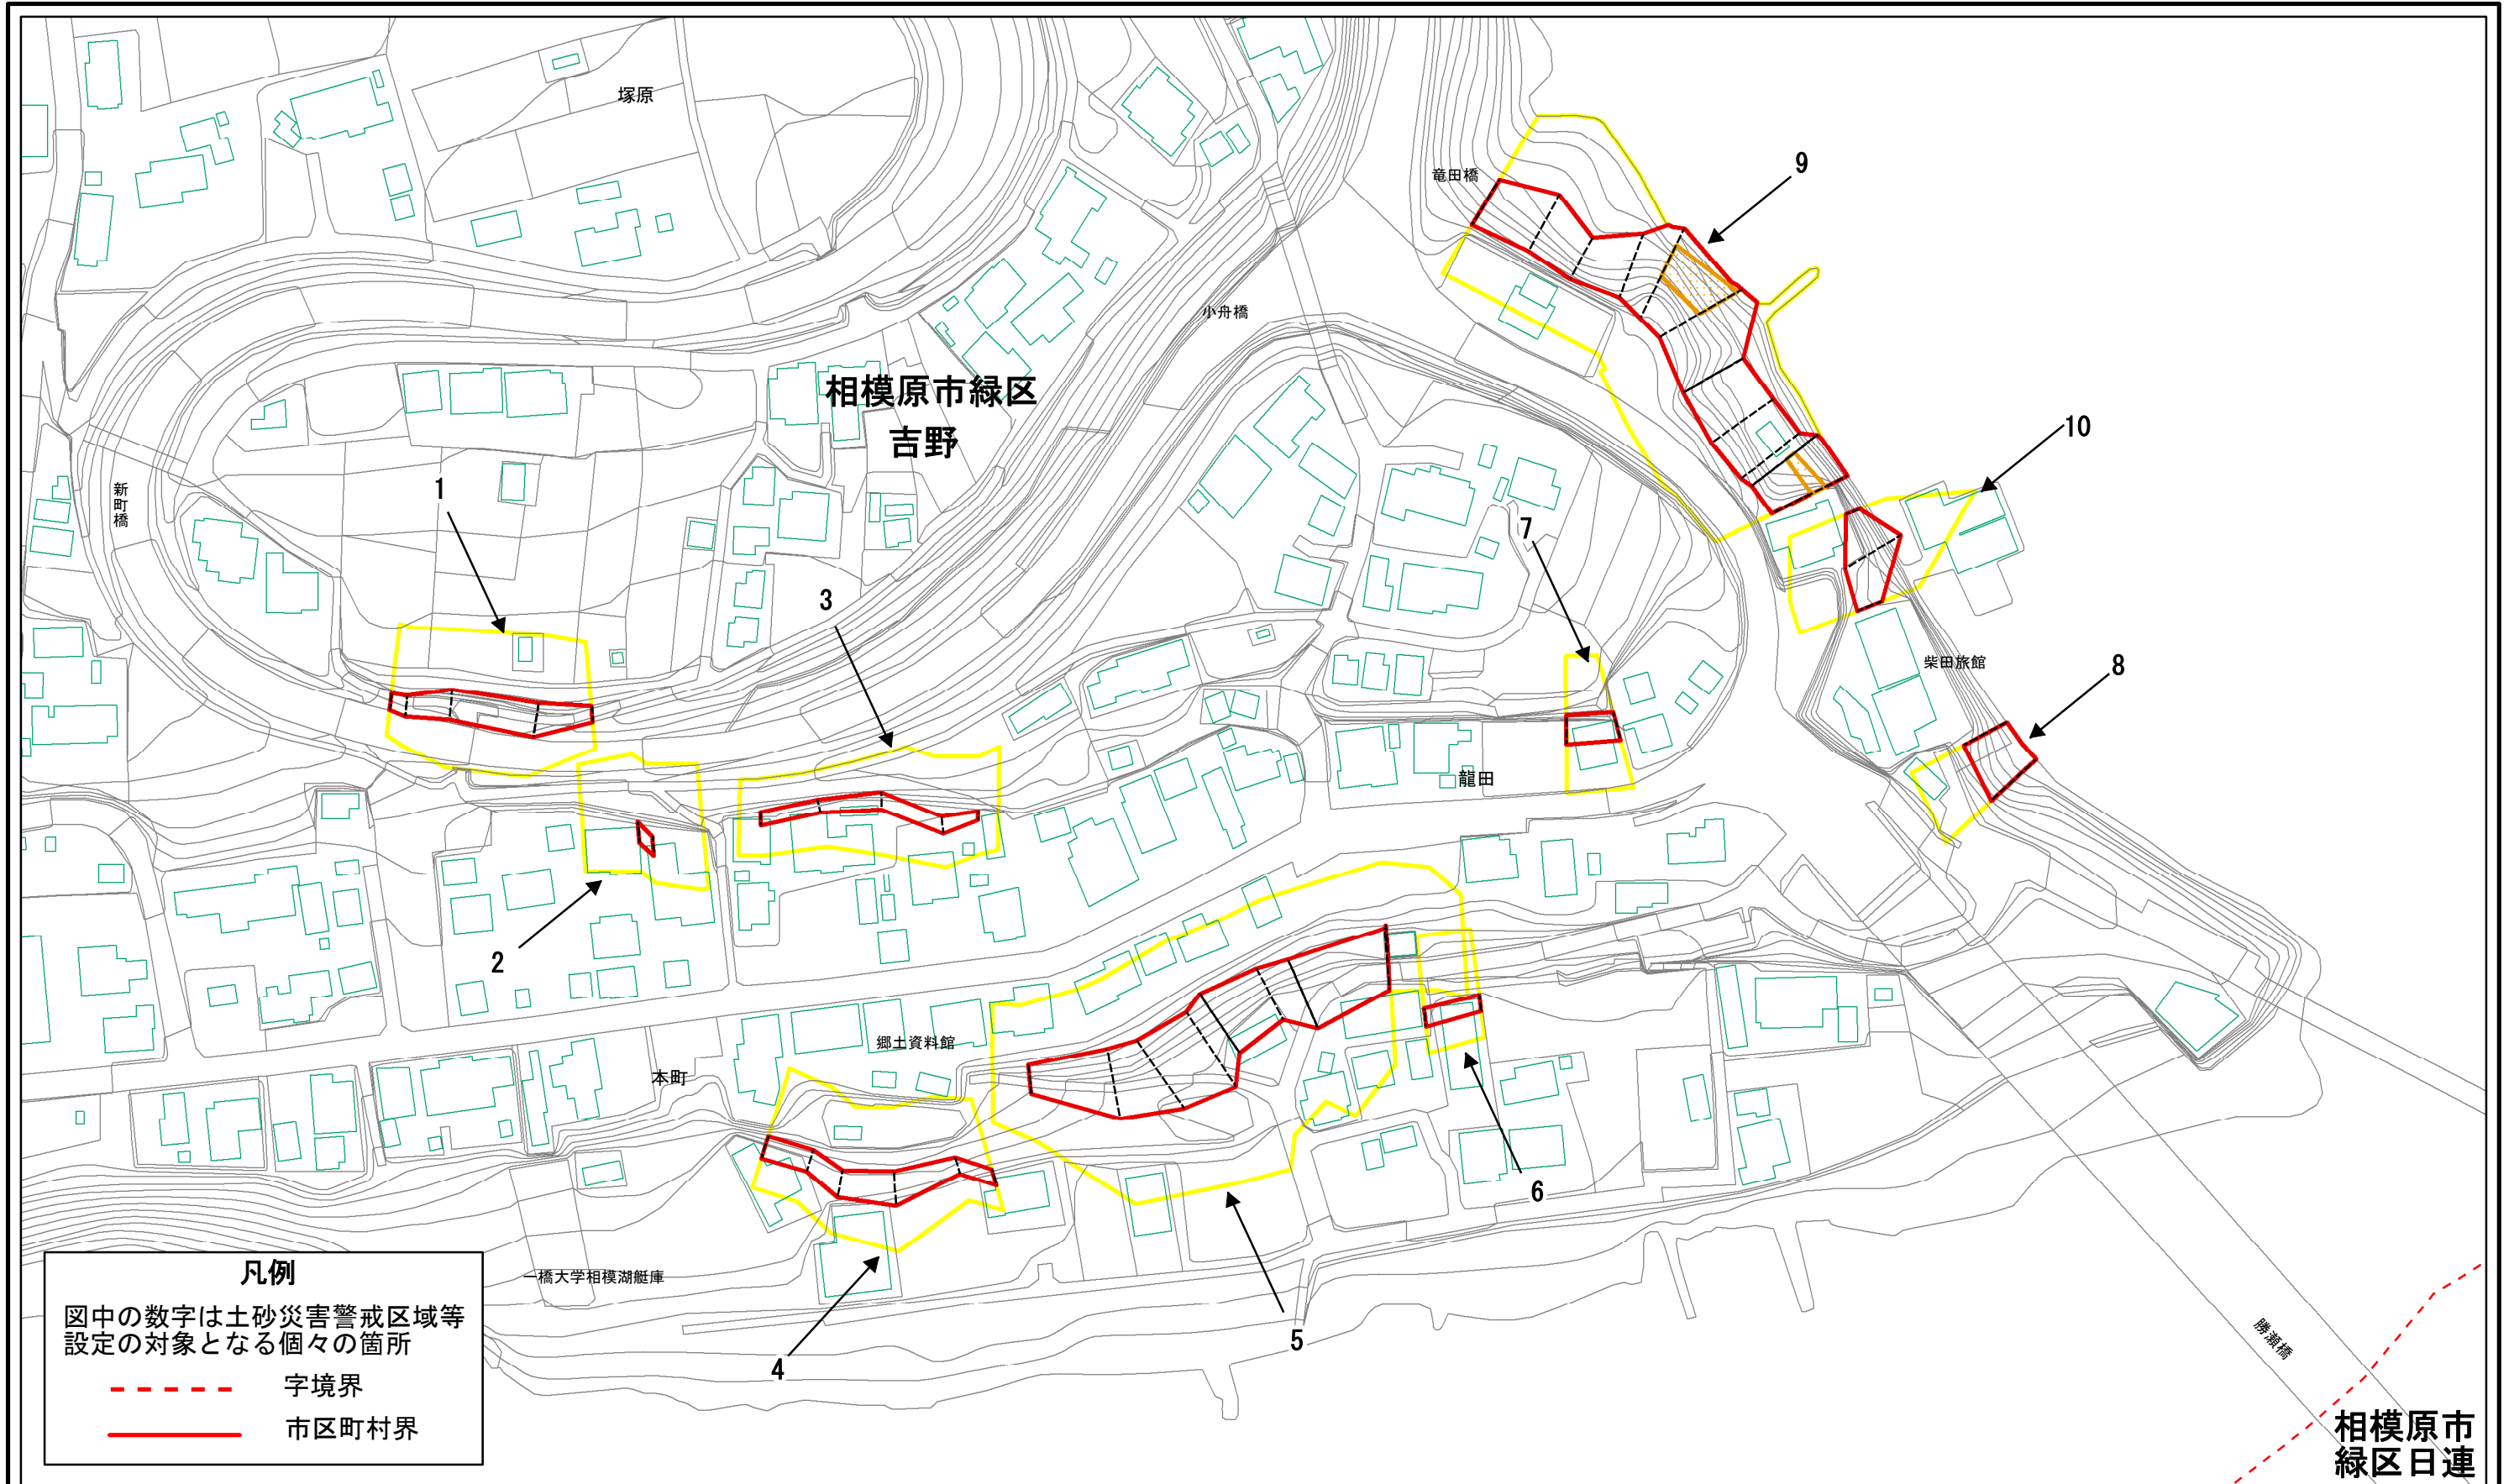 塚原
竜田橋
9
小舟橋
相模原市緑区
吉野
10
新町橋
1
3
7
柴田旅館
8
龍田
2
郷土資料館
本町
6
一橋大学相模湖艇庫
4
5
勝瀬橋
凡例
図中の数字は土砂災害警戒区域等
設定の対象となる個々の箇所
字境界
市区町村界
相模原市
緑区日連